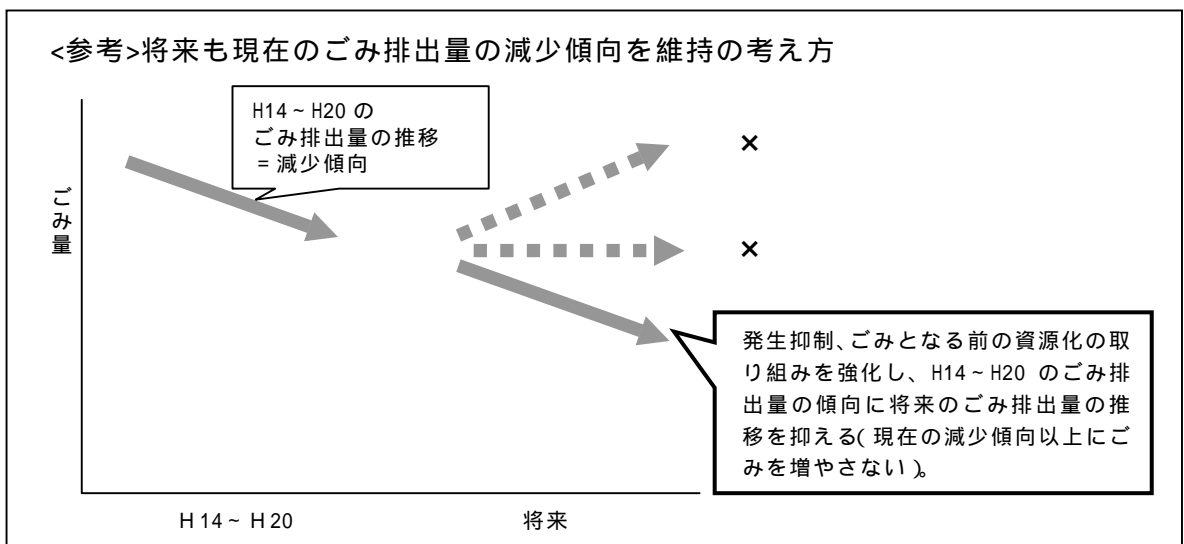 <参考>将来も現在のごみ排出量の減少傾向を維持の考え方
H14～H20 の
ごみ排出量の推移
＝減少傾向
ごみ量
×
×
発生抑制、ごみとなる前の資源化の取
り組みを強化し、H14～H20 のごみ排
出量の傾向に将来のごみ排出量の推
移を抑える（現在の減少傾向以上にご
みを増やさない）。
Ｈ14～Ｈ20
将来